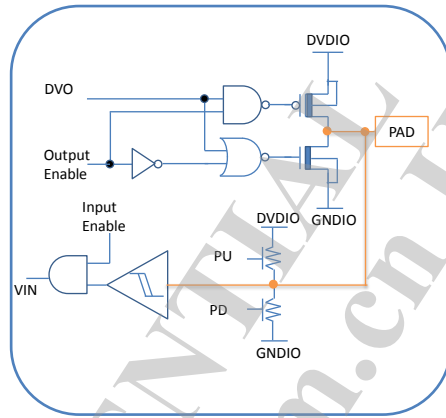 DVDIO
DVO
PAD
Output
Enable
GNDIO
Input
Enable
DVDIO
PU
VIN
PD
GNDIO